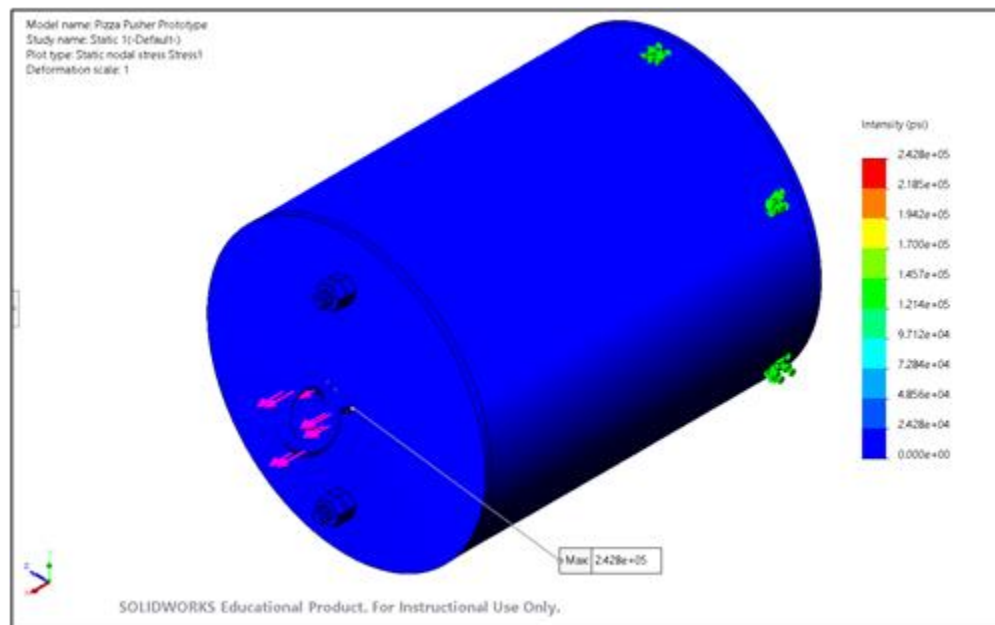 Model name: Pizza Pusher Prototype
Study name: Static 1(-Default-)
Plot type: Static nodal stress Stress1
Deformation scale: 1
Intensity (psi)
2.428e+05
2.185e+05
1.942e+05
1.700e+05
1.457e+05
1.214e+05
9.712e+04
7.284e+04
4.856e+04
2.428e+04
0.000e+00
Max: 2.428e+05
SOLIDWORKS Educational Product. For Instructional Use Only.